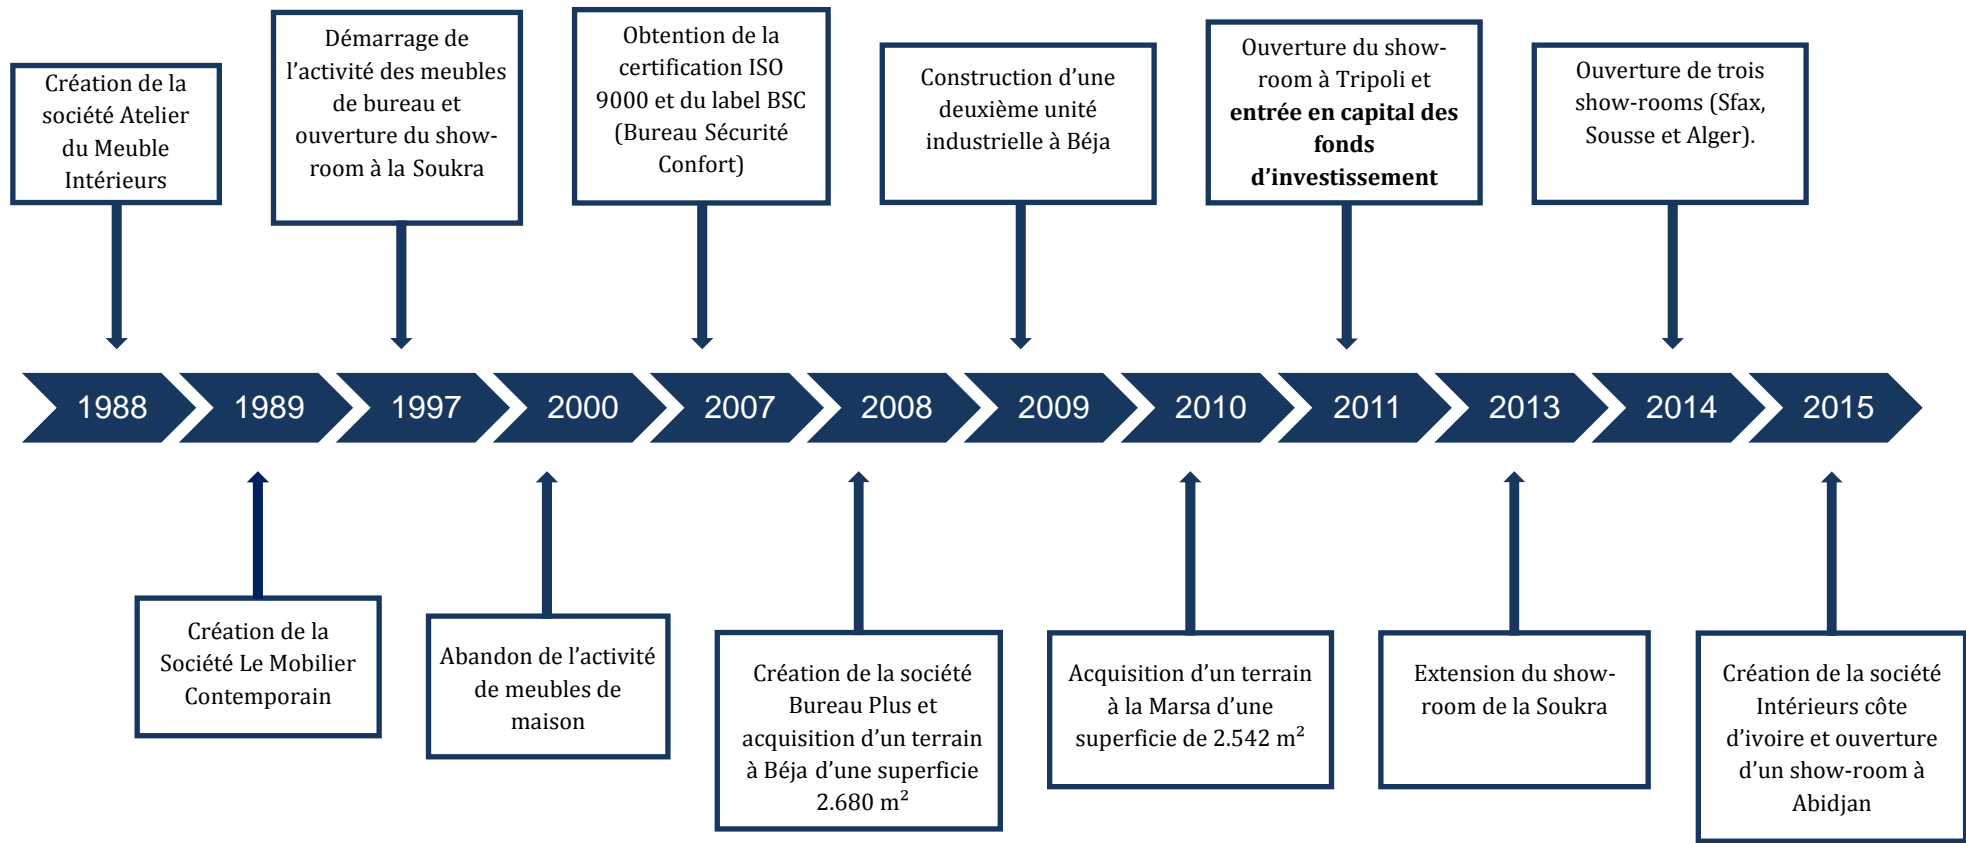 Création de la
société Atelier
du Meuble
Intérieurs
Démarrage de
l’activité des meubles
de bureau et
ouverture du show-
room à la Soukra
Obtention de la
certification ISO
9000 et du label BSC
(Bureau Sécurité
Confort)
Construction d’une
deuxième unité
industrielle à Béja
Ouverture du show-
room à Tripoli et
entrée en capital des
fonds
d’investissement
Ouverture de trois
show-rooms (Sfax,
Sousse et Alger).
1988
1989
1997
2000
2007
2008
2009
2010
2011
2013
2014
2015
Création de la
Société Le Mobilier
Contemporain
Abandon de l’activité
de meubles de
maison
Création de la société
Bureau Plus et
acquisition d’un terrain
à Béja d’une superficie
2.680 m²
Acquisition d’un terrain
à la Marsa d’une
superficie de 2.542 m²
Extension du show-
room de la Soukra
Création de la société
Intérieurs côte
d’ivoire et ouverture
d’un show-room à
Abidjan